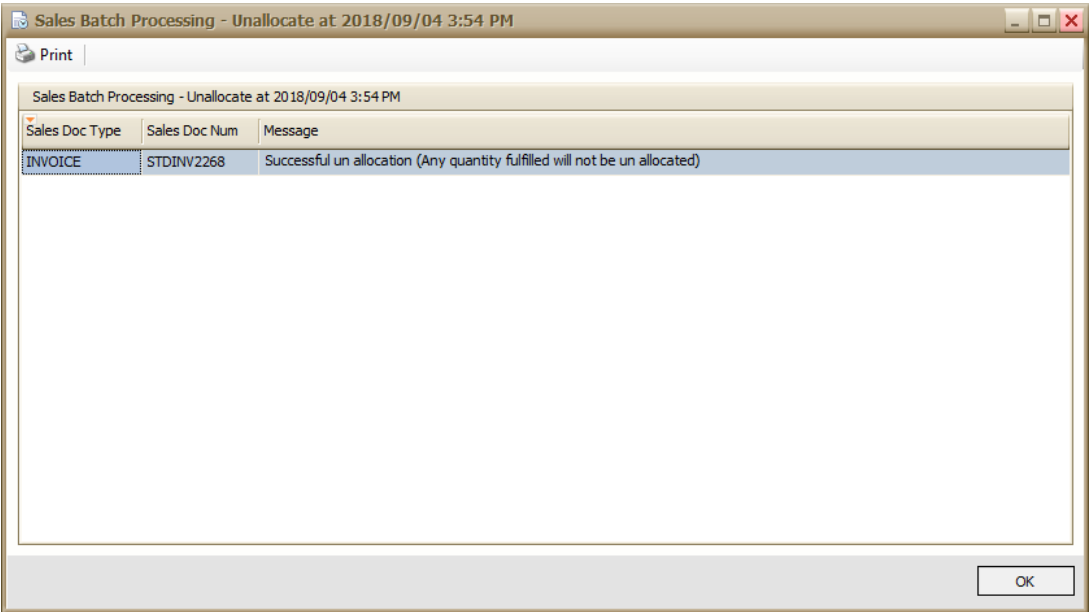 Sales Batch Processing - Unallocate at 2018/09/04 3:54 PM
Print
Sales Batch Processing - Unallocate at 2018/09/04 3:54 PM
Sales Doc Type Sales Doc Num Message
INVOICE STDINV2268 Successful un allocation (Any quantity fulfilled will not be un allocated)
OK